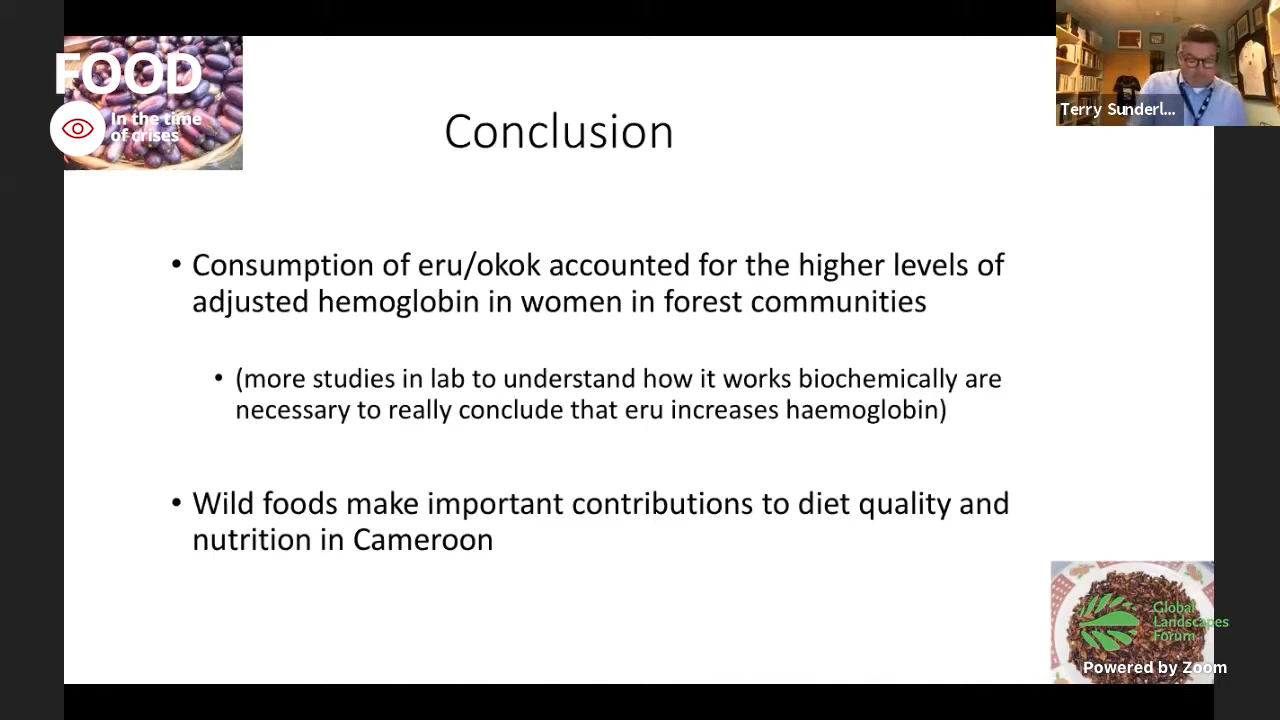 FOOD
In the time
of crises
Terry Sunderl...
Conclusion
• Consumption of eru/okok accounted for the higher levels of
adjusted hemoglobin in women in forest communities
• (more studies in lab to understand how it works biochemically are
necessary to really conclude that eru increases haemoglobin)
• Wild foods make important contributions to diet quality and
nutrition in Cameroon
Global
Landscapes
Forum
Powered by Zoom